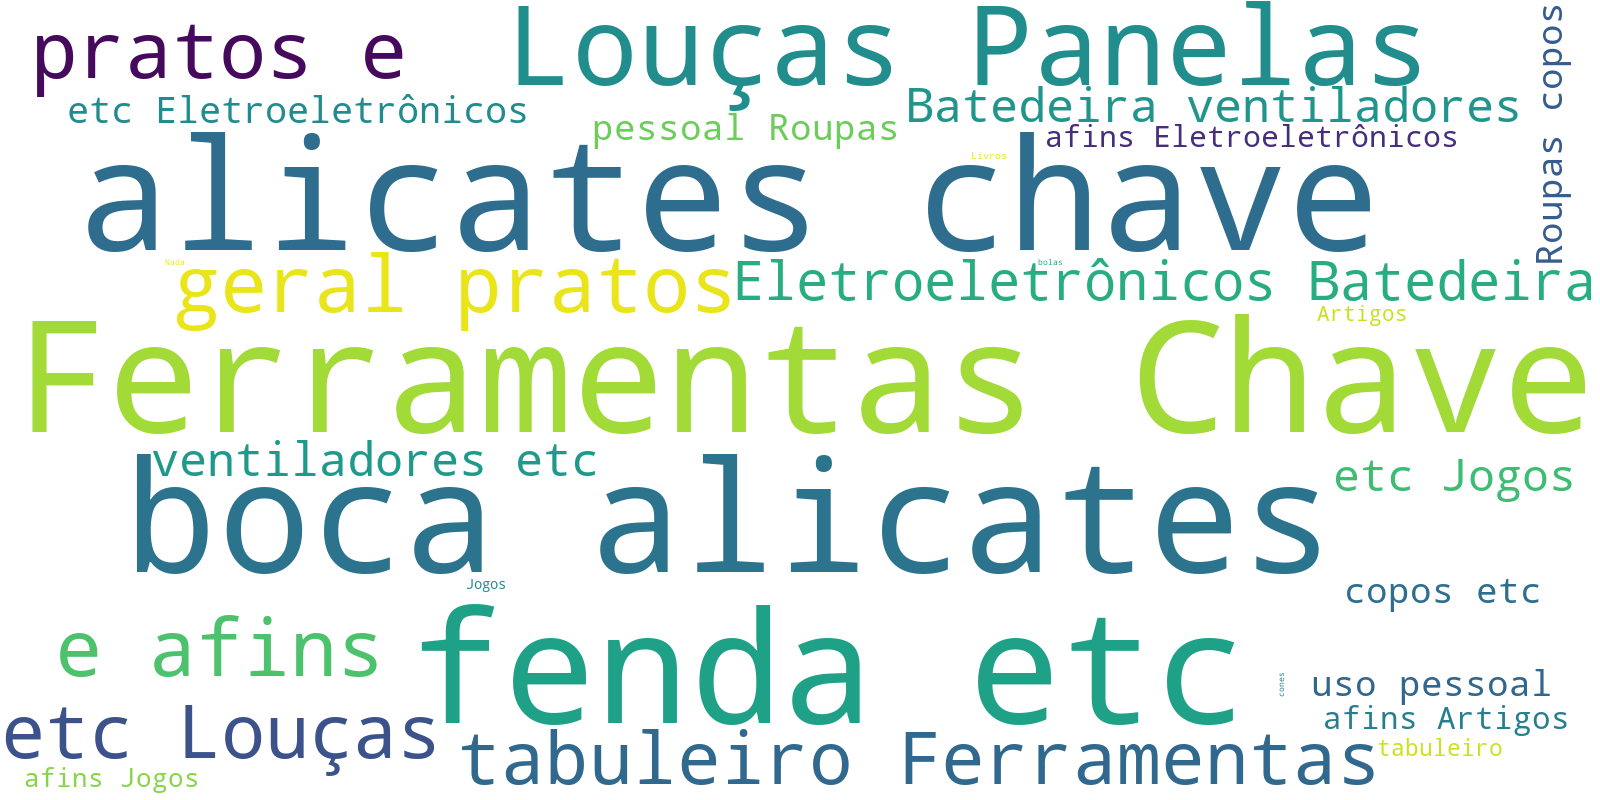 pratos e
Louças Panelas
Roupas copos
etc Eletroeletrônicos
Batedeira ventiladores
pessoal Roupas
afins Eletroeletrônicos
Livros
alicates chave
Nada
geral pratos
bolas
Eletroeletrônicos Batedeira
Artigos
Ferramentas Chave
ventiladores etc
etc Jogos
boca alicates
Jogos
copos etc
e afins
fenda etc
cones
uso pessoal
etc Louças
afins Artigos
tabuleiro Ferramentas
tabuleiro
afins Jogos